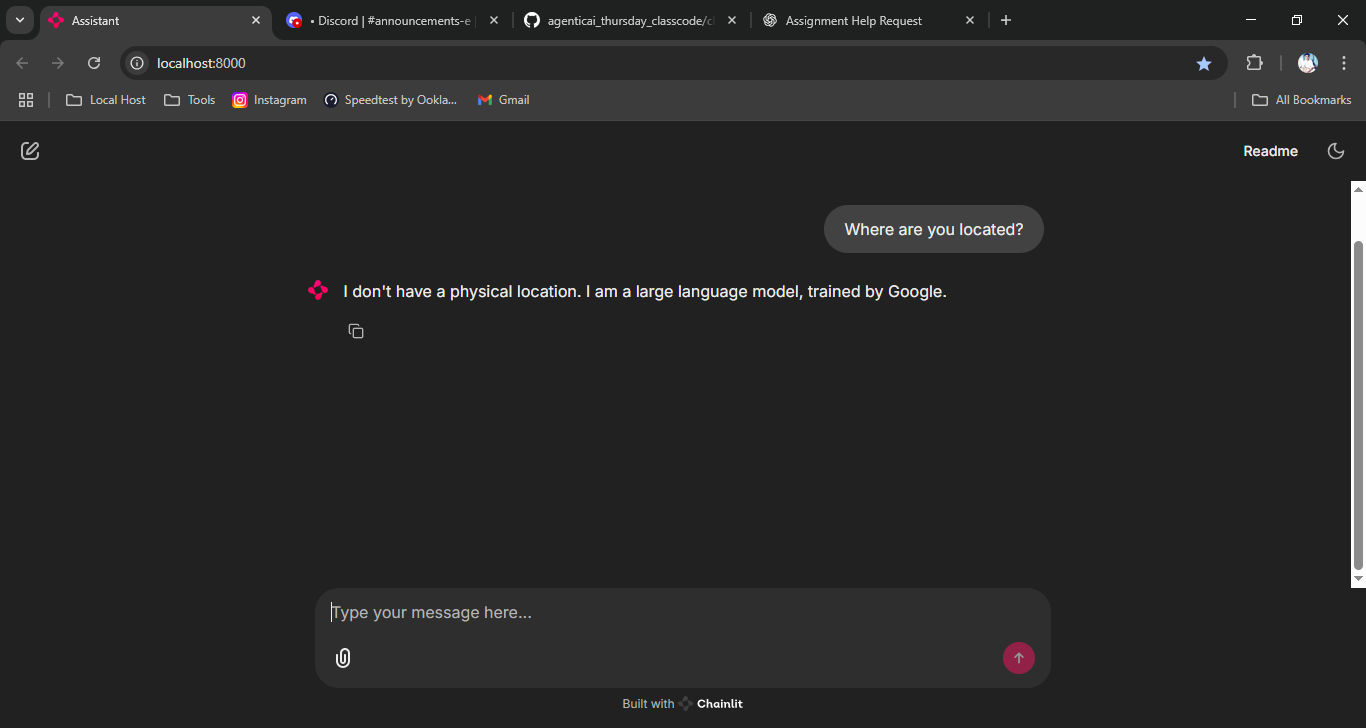 Assistant
• Discord | #announcements-e
agenticai_thursday_classcode/cl
Assignment Help Request
localhost:8000
Local Host
Tools
Instagram
Speedtest by Ookla...
Gmail
All Bookmarks
Readme
Where are you located?
I don't have a physical location. I am a large language model, trained by Google.
Type your message here...
Built with Chainlit